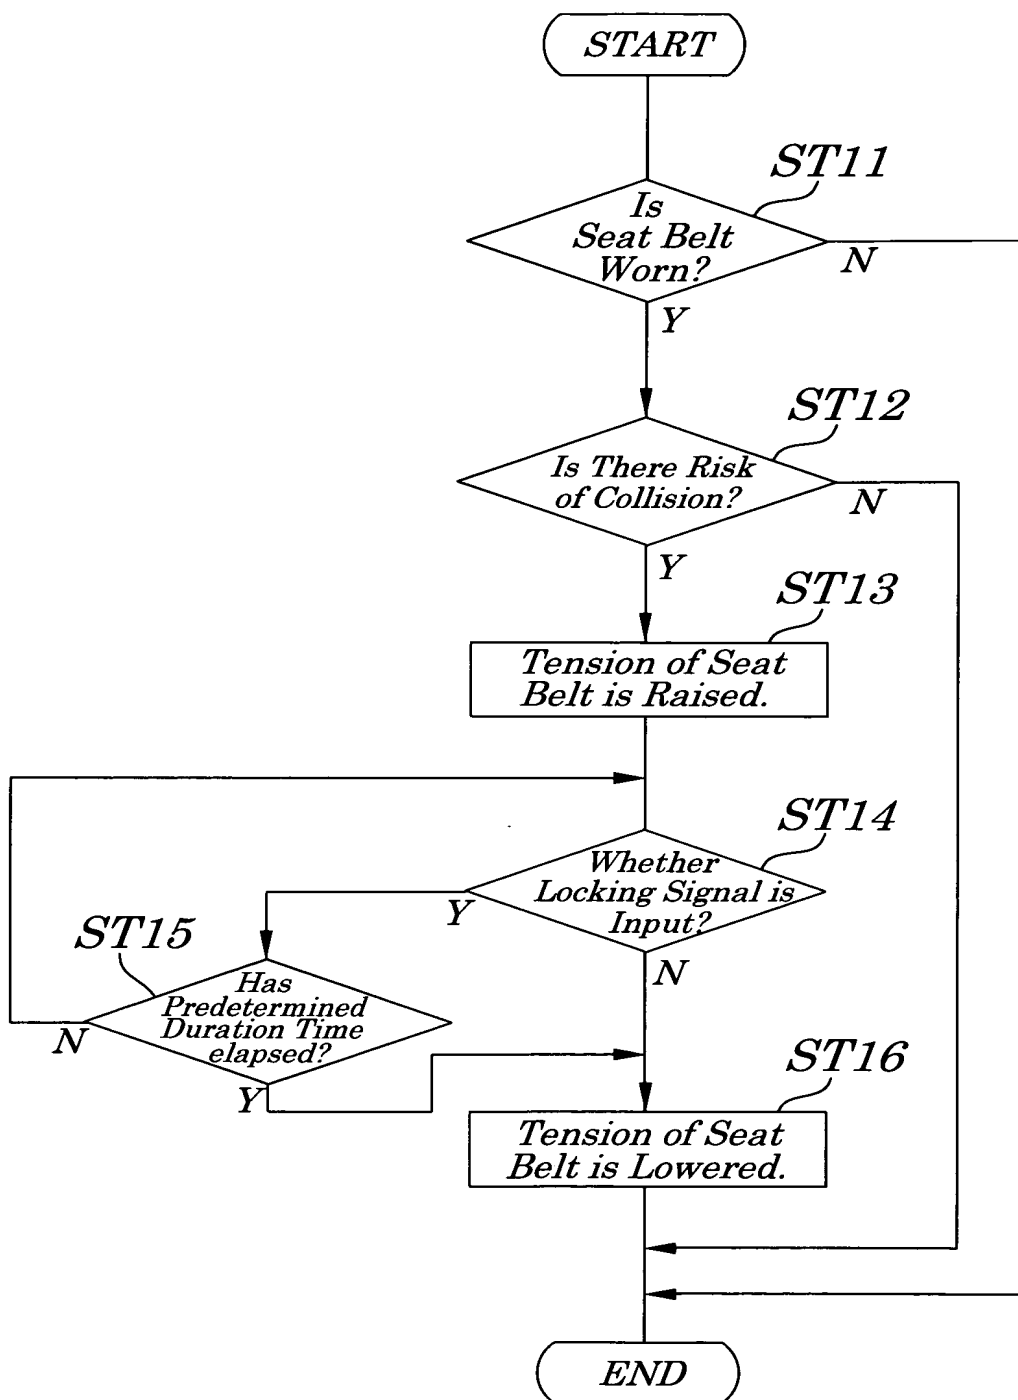 START
ST11
Is
Seat Belt
Worn?
N
Y
ST12
Is There Risk
of Collision?
N
Y
ST13
Tension of Seat
Belt is Raised.
ST14
Whether
Locking Signal is
Input?
Y
N
ST15
Has
Predetermined
Duration Time
elapsed?
N
Y
ST16
Tension of Seat
Belt is Lowered.
END